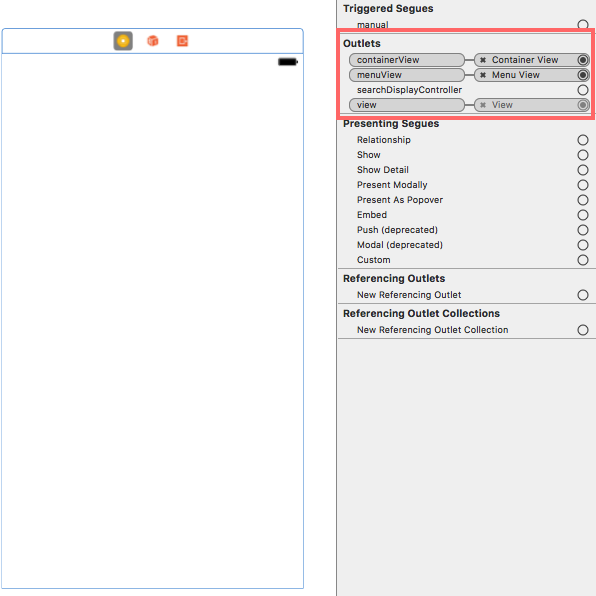 Triggered Segues
manual
Outlets
containerView Container View
menuView Menu View
searchDisplayController
view View
Presenting Segues
Relationship
Show
Show Detail
Present Modally
Present As Popover
Embed
Push (deprecated)
Modal (deprecated)
Custom
Referencing Outlets
New Referencing Outlet
Referencing Outlet Collections
New Referencing Outlet Collection